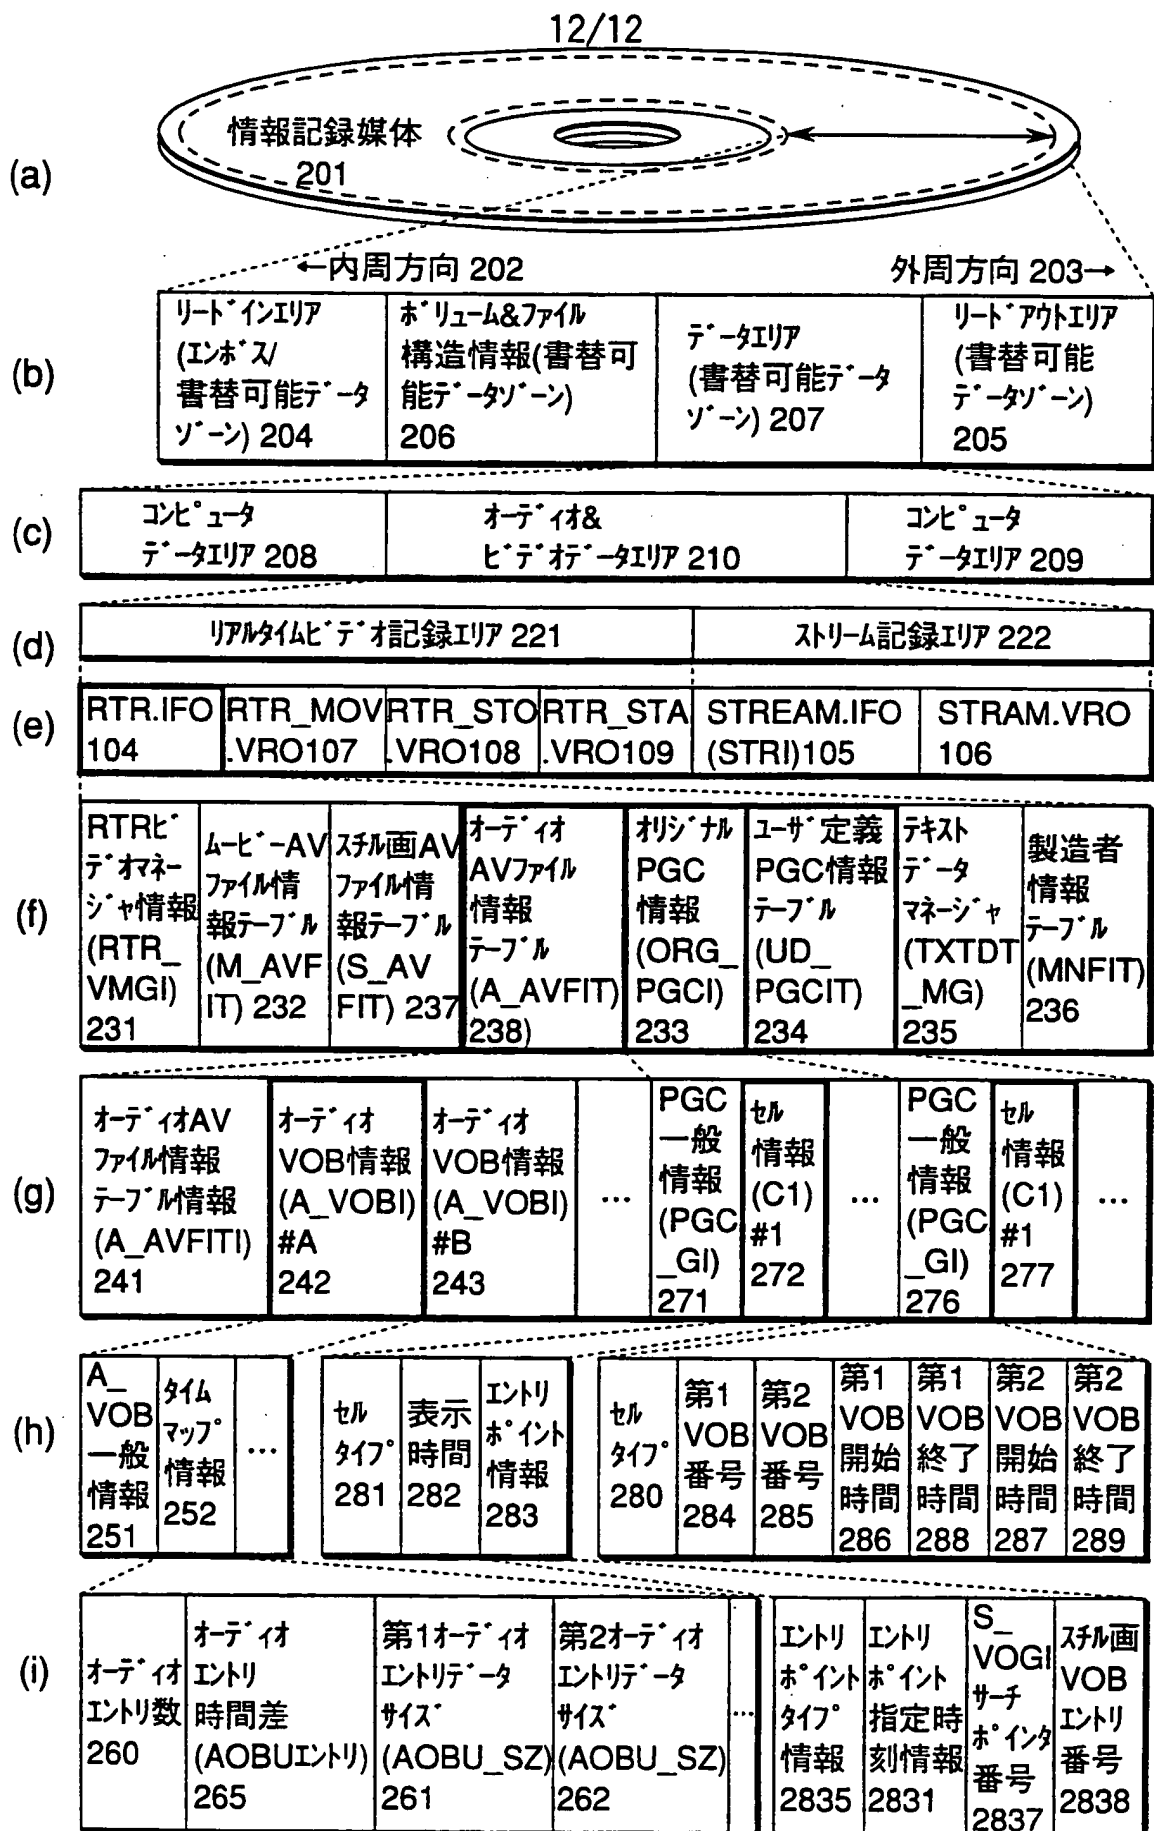 12/12
(a)
情報記録媒体
201
←内周方向 202
外周方向 203→
(b)
リードインエリア
(エンボス/
書替可能データ
ゾーン) 204
ボリューム&ファイル
構造情報(書替可
能データゾーン)
206
データエリア
(書替可能データ
ゾーン) 207
リードアウトエリア
(書替可能
データゾーン)
205
(c)
コンピュータ
データエリア 208
オーディオ&
ビデオデータエリア 210
コンピュータ
データエリア 209
(d)
リアルタイムビデオ記録エリア 221
ストリーム記録エリア 222
(e)
RTR.IFO
104
RTR_MOV
.VRO107
RTR_STO
.VRO108
RTR_STA
.VRO109
STREAM.IFO
(STRI)105
STRAM.VRO
106
(f)
RTRビ
デオマネー
ジャ情報
(RTR_
VMGI)
231
ムービーAV
ファイル情
報テーブル
(M_AVF
IT) 232
スチル画AV
ファイル情
報テーブル
(S_AV
FIT) 237
オーディオ
AVファイル
情報
テーブル
(A_AVFIT)
238)
オリジナル
PGC
情報
(ORG_
PGCI)
233
ユーザ定義
PGC情報
テーブル
(UD_
PGCIT)
234
テキスト
データ
マネージャ
(TXTDT
_MG)
235
製造者
情報
テーブル
(MNFIT)
236
(g)
オーディオAV
ファイル情報
テーブル情報
(A_AVFITI)
241
オーディオ
VOB情報
(A_VOBI)
#A
242
オーディオ
VOB情報
(A_VOBI)
#B
243
...
PGC
一般
情報
(PGC
_GI)
271
セル
情報
(C1)
#1
272
...
PGC
一般
情報
(PGC
_GI)
276
セル
情報
(C1)
#1
277
...
(h)
A_
VOB
一般
情報
251
タイム
マップ
情報
252
...
セル
タイプ
281
表示
時間
282
エントリ
ポイント
情報
283
セル
タイプ
280
第1
VOB
番号
284
第2
VOB
番号
285
第1
VOB
開始
時間
286
第1
VOB
終了
時間
288
第2
VOB
開始
時間
287
第2
VOB
終了
時間
289
(i)
オーディオ
エントリ数
260
オーディオ
エントリ
時間差
(AOBUエントリ)
265
第1オーディオ
エントリデータ
サイズ
(AOBU_SZ)
261
第2オーディオ
エントリデータ
サイズ
(AOBU_SZ)
262
...
エントリ
ポイント
タイプ
情報
2835
エントリ
ポイント
指定時
刻情報
2831
S_
VOGI
サーチ
ポインタ
番号
2837
スチル画
VOB
エントリ
番号
2838